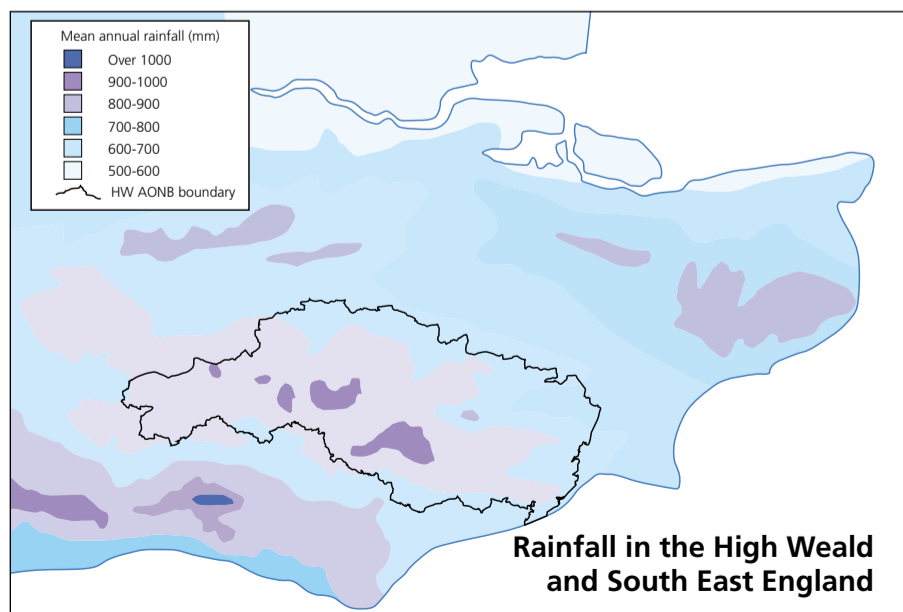 Mean annual rainfall (mm)
Over 1000
900-1000
800-900
700-800
600-700
500-600
HW AONB boundary
Rainfall in the High Weald
and South East England